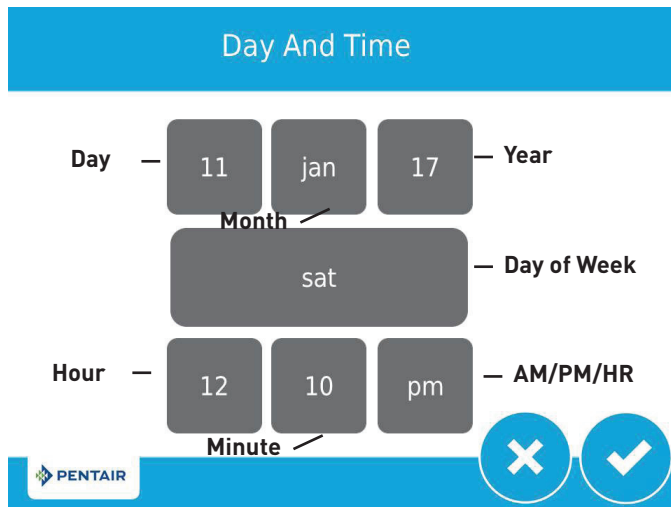 Day And Time
Day 11 jan 17 Year
Month
sat Day of Week
Hour 12 10 pm AM/PM/HR
Minute
PENTAIR